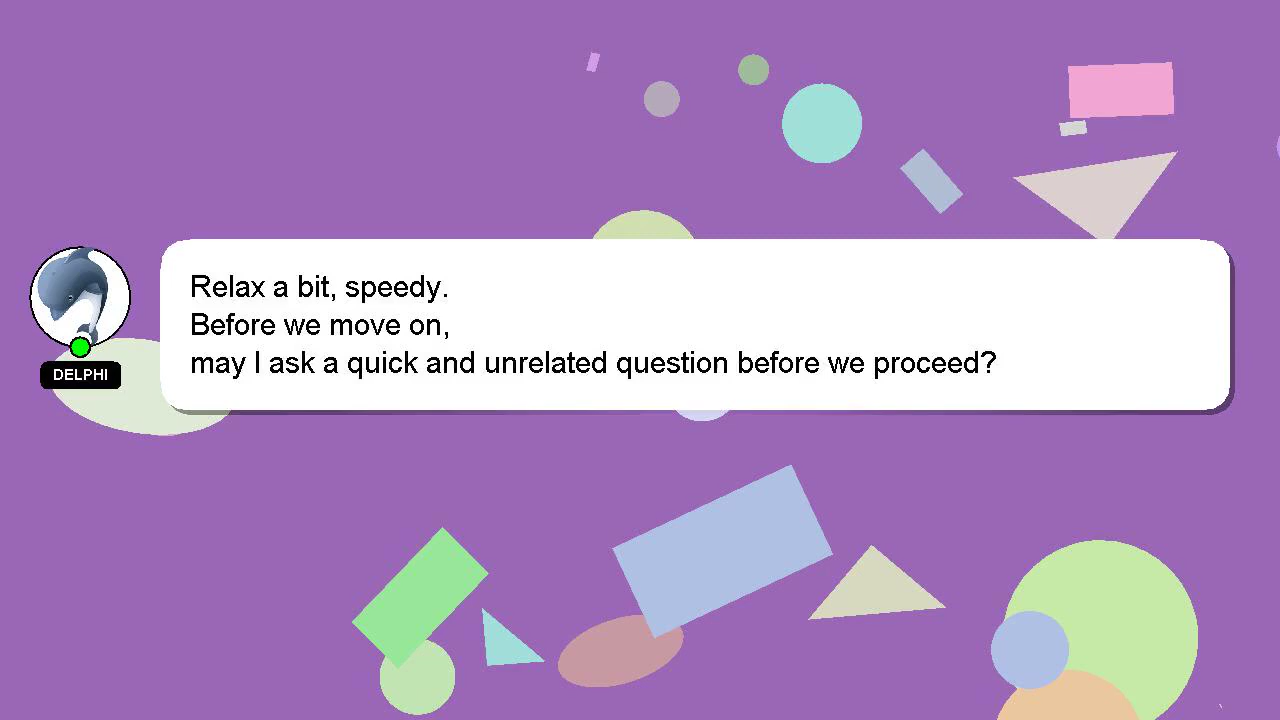 Relax a bit, speedy.
Before we move on,
may I ask a quick and unrelated question before we proceed?
DELPHI